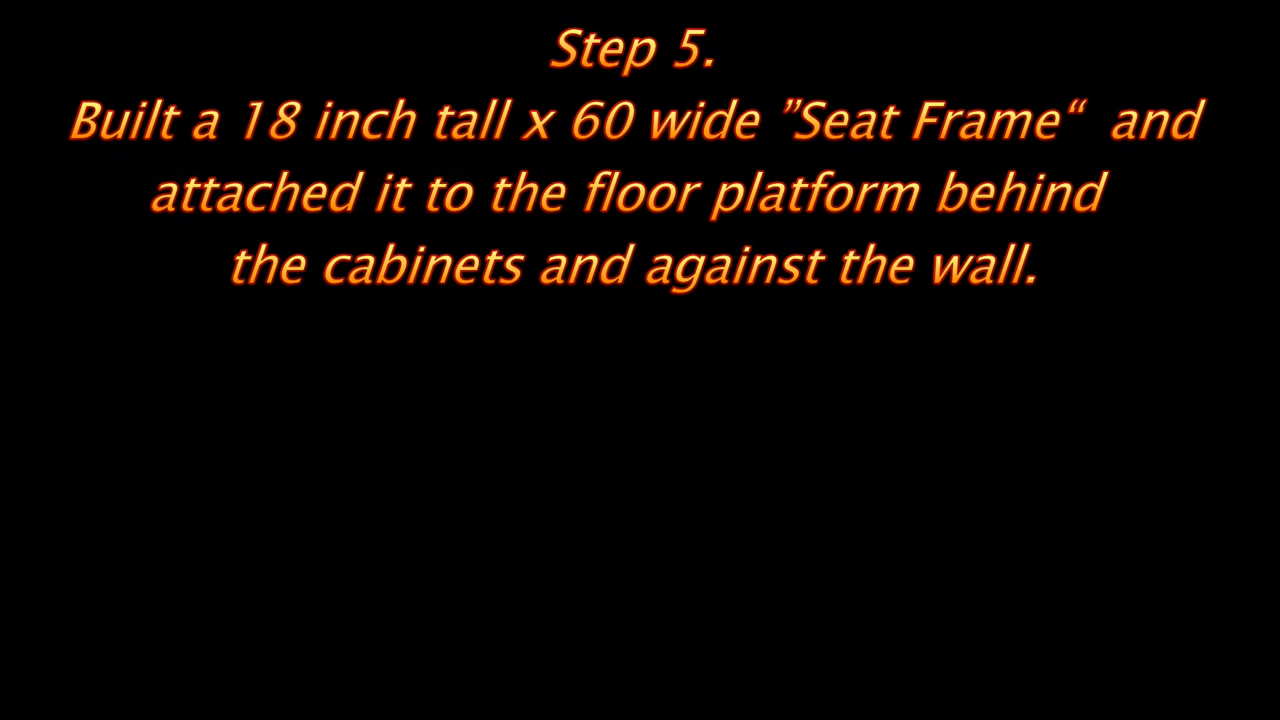 Step 5.
Built a 18 inch tall x 60 wide ”Seat Frame“ and
attached it to the floor platform behind
the cabinets and against the wall.